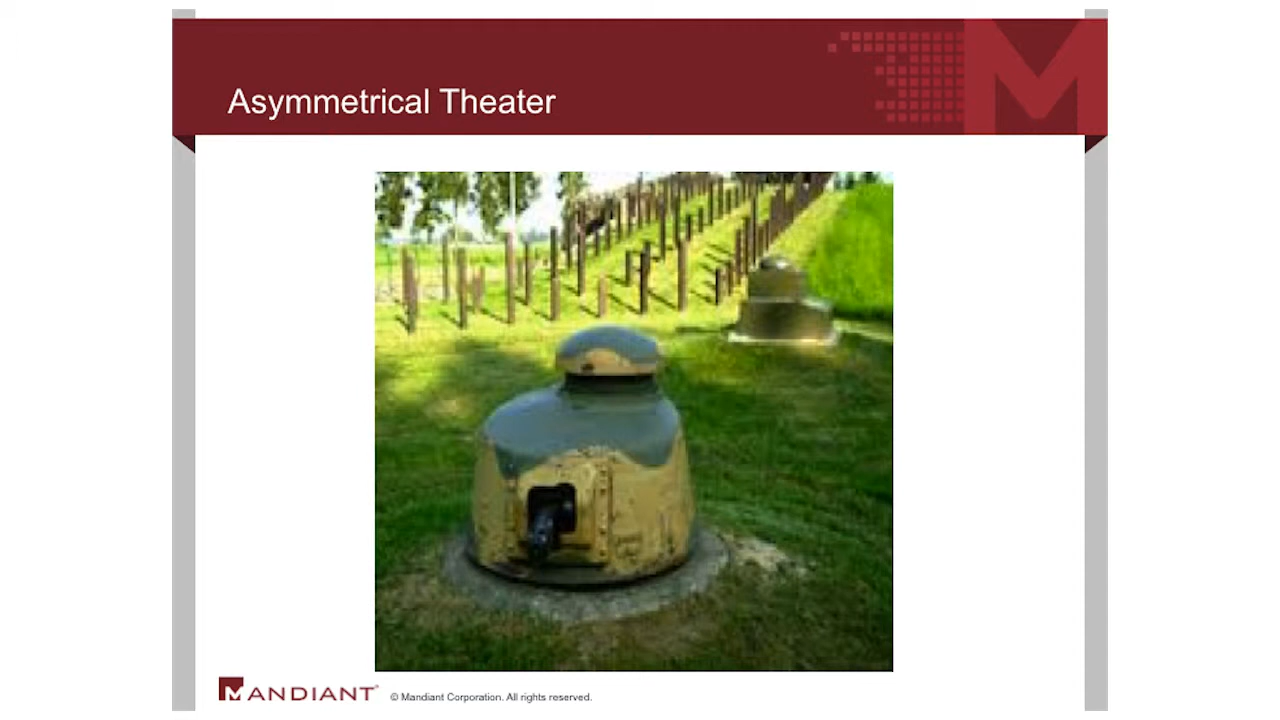 Asymmetrical Theater
MANDIANT® © Mandiant Corporation. All rights reserved.